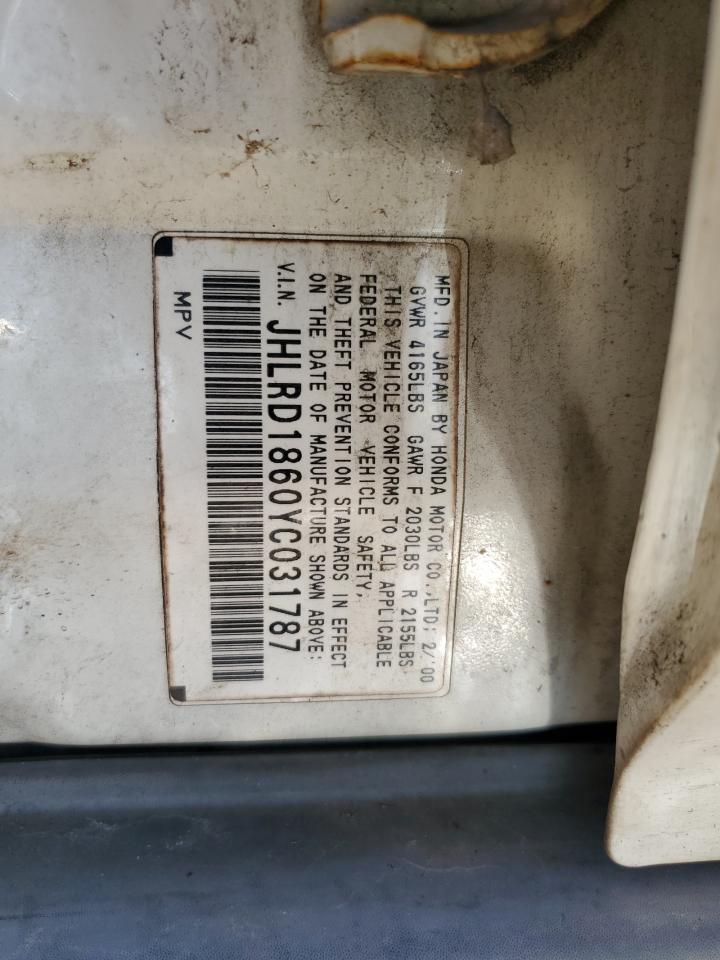 MFD. IN JAPAN BY HONDA MOTOR CO.,LTD; 2/'00
GVWR 4165LBS GAWR F 2030LBS R 2155LBS
THIS VEHICLE CONFORMS TO ALL APPLICABLE
FEDERAL MOTOR VEHICLE SAFETY,
AND THEFT PREVENTION STANDARDS IN EFFECT
ON THE DATE OF MANUFACTURE SHOWN ABOVE:
V.I.N. JHLRD1860YC031787
MPV